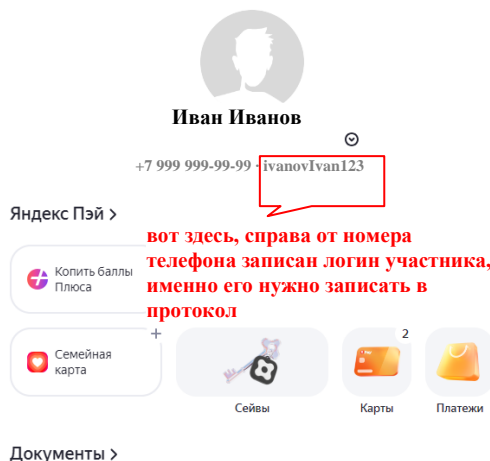 Иван Иванов
+7 999 999-99-99 · ivanovIvan123
Яндекс Пэй >
вот здесь, справа от номера
телефона записан логин участника,
именно его нужно записать в
протокол
Копить баллы
Плюса
Семейная
карта
+
2
Сейвы
Карты
Платежи
Документы >